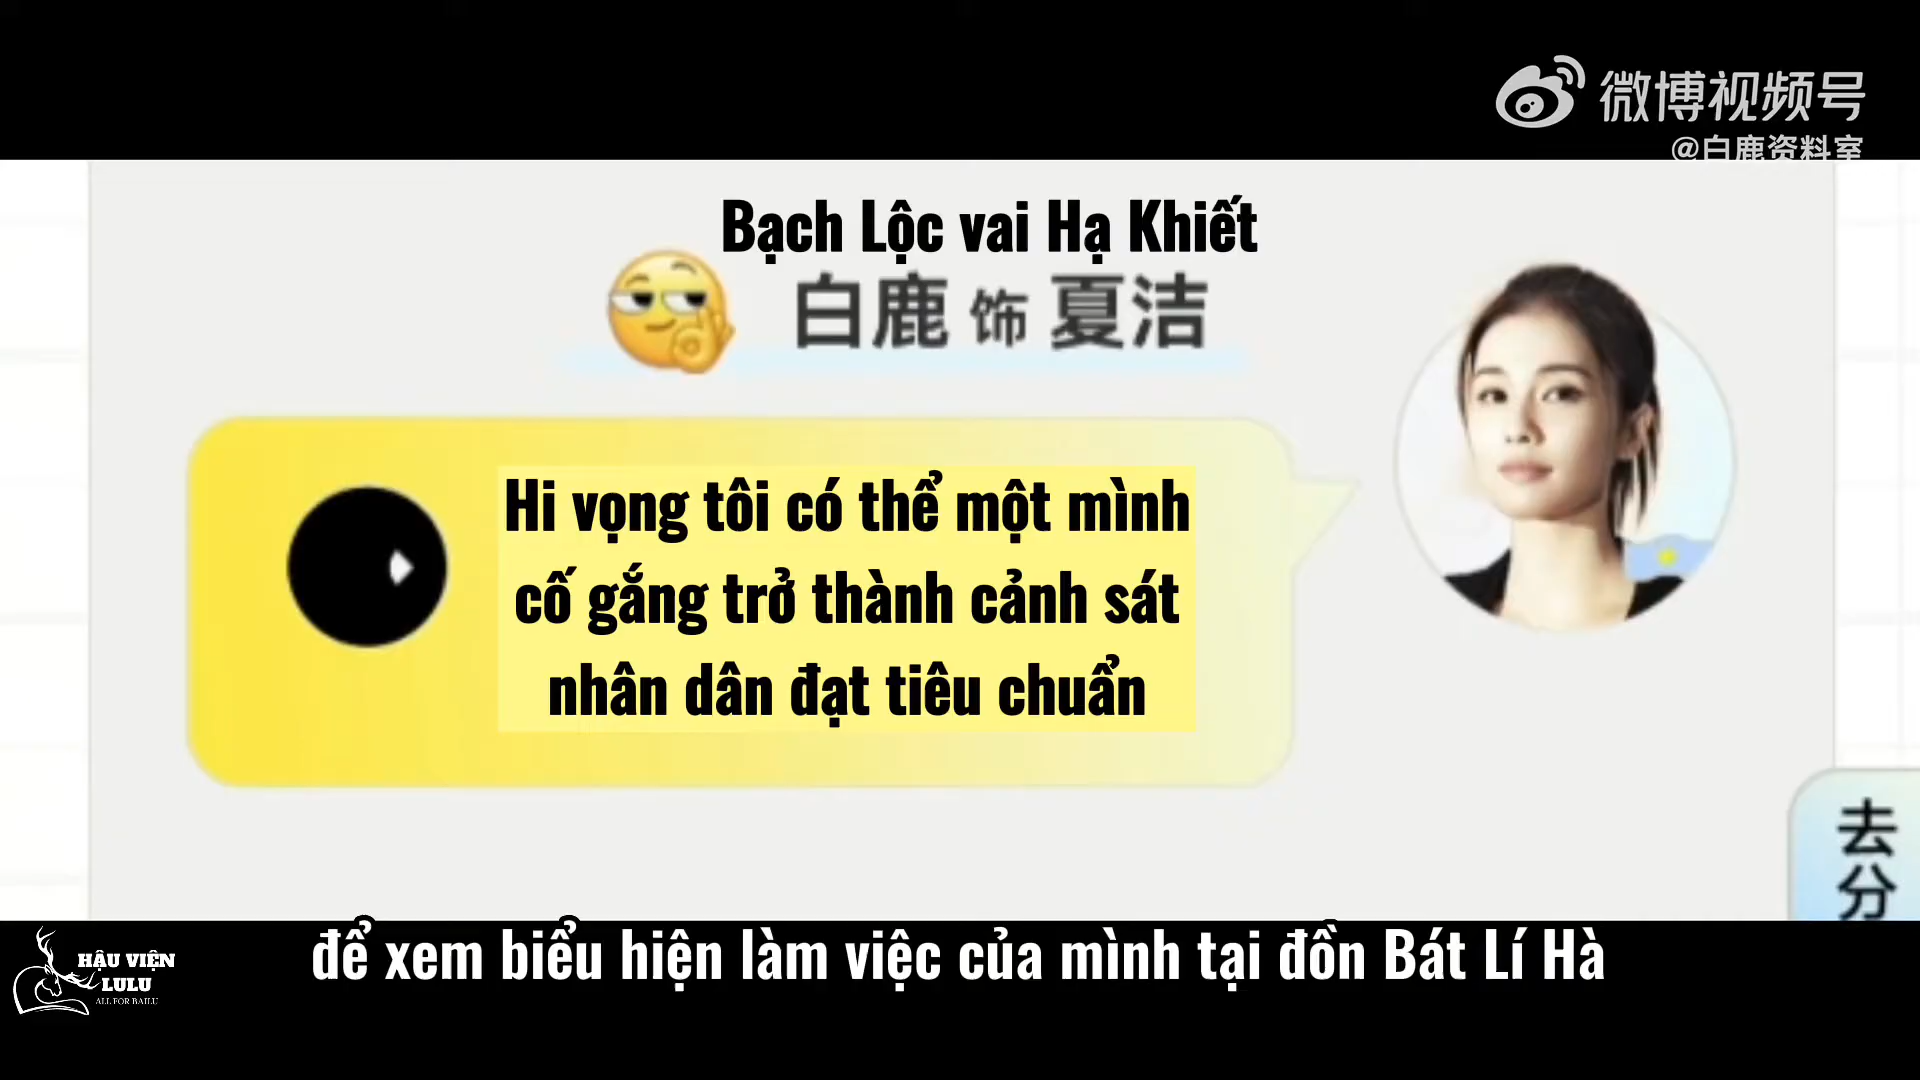 微博视频号
@白鹿资料室
Bạch Lộc vai Hạ Khiết
白鹿 饰 夏洁
Hi vọng tôi có thể một mình
cố gắng trở thành cảnh sát
nhân dân đạt tiêu chuẩn
去
分
để xem biểu hiện làm việc của mình tại đồn Bát Lí Hà
HẬU VIỆN
LULU
ALL FOR BAILU